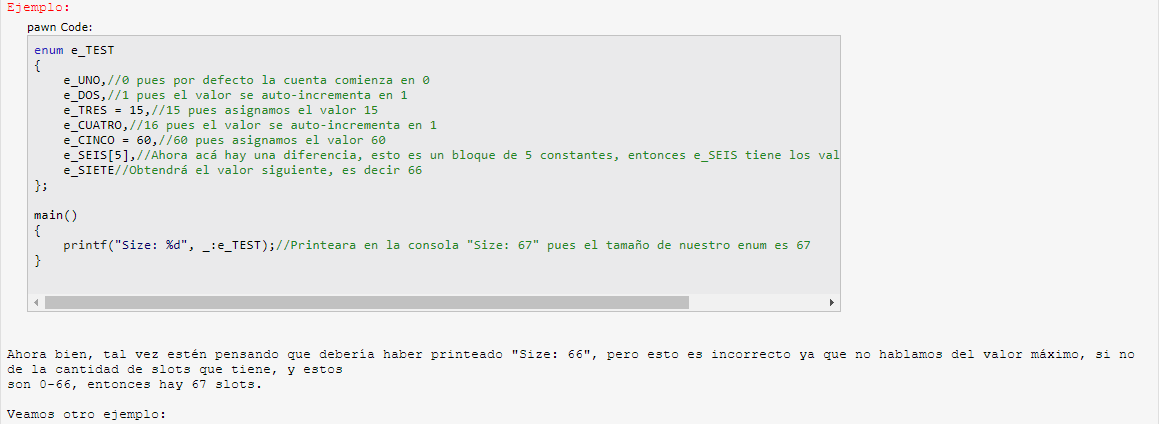 Ejemplo:
pawn Code:
enum e_TEST
{
    e_UNO,//0 pues por defecto la cuenta comienza en 0
    e_DOS,//1 pues el valor se auto-incrementa en 1
    e_TRES = 15,//15 pues asignamos el valor 15
    e_CUATRO,//16 pues el valor se auto-incrementa en 1
    e_CINCO = 60,//60 pues asignamos el valor 60
    e_SEIS[5],//Ahora acá hay una diferencia, esto es un bloque de 5 constantes, entonces e_SEIS tiene los val
    e_SIETE//Obtendrá el valor siguiente, es decir 66
};
main()
{
    printf("Size: %d", _:e_TEST);//Printeara en la consola "Size: 67" pues el tamaño de nuestro enum es 67
}
Ahora bien, tal vez estén pensando que debería haber printeado "Size: 66", pero esto es incorrecto ya que no hablamos del valor máximo, si no
de la cantidad de slots que tiene, y estos
son 0-66, entonces hay 67 slots.
Veamos otro ejemplo: